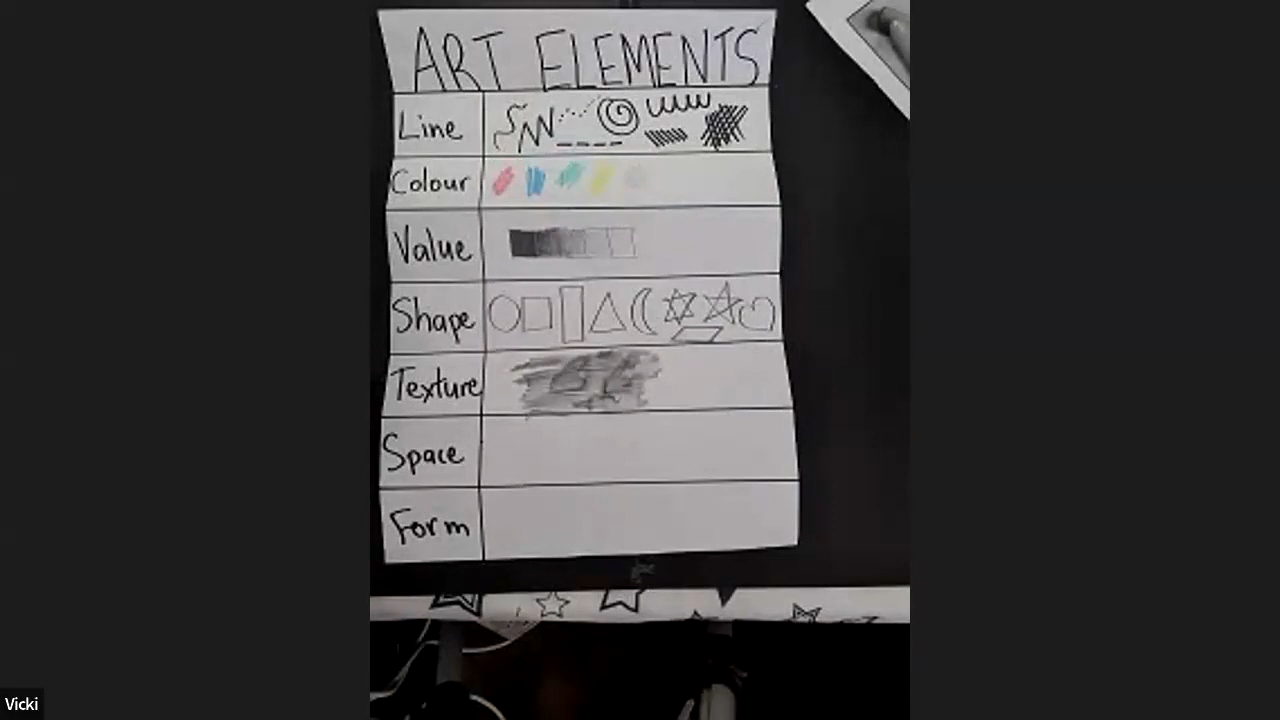 ART ELEMENTS
Line
Colour
Value
Shape
Texture
Space
Form
Vicki